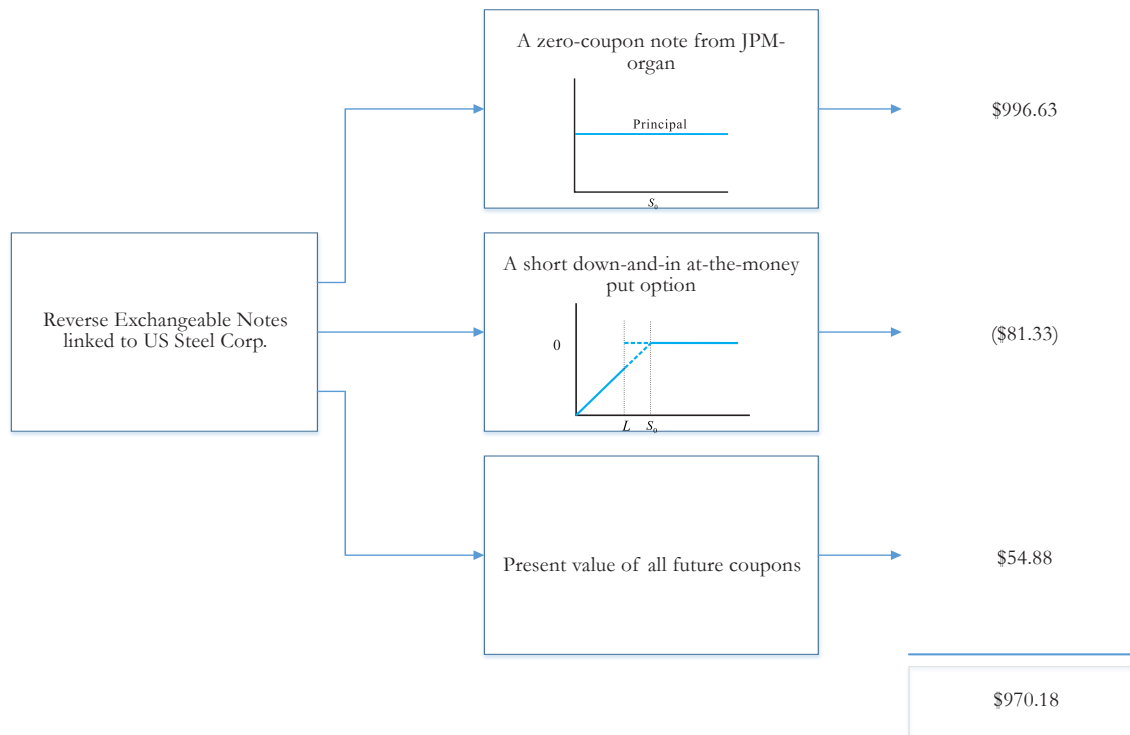 A zero-coupon note from JPM-
organ
Principal
S₀
$996.63
Reverse Exchangeable Notes
linked to US Steel Corp.
A short down-and-in at-the-money
put option
0
L S₀
($81.33)
Present value of all future coupons
$54.88
$970.18